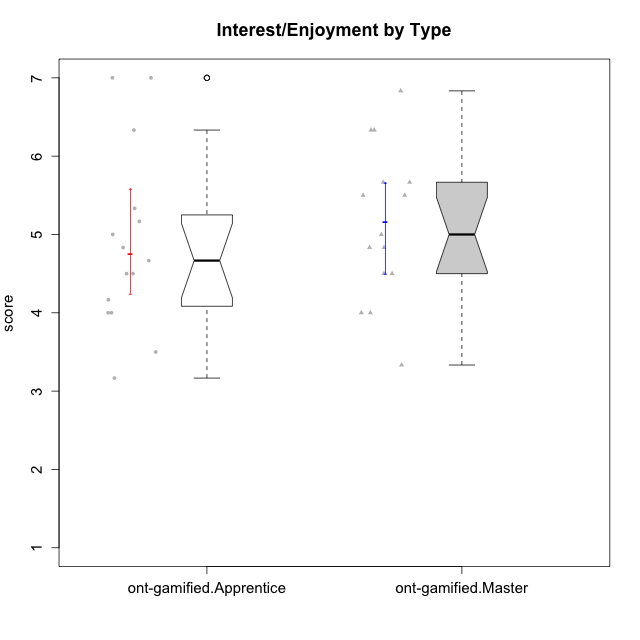 Interest/Enjoyment by Type
7
6
5
4
3
2
1
score
ont-gamified.Apprentice
ont-gamified.Master